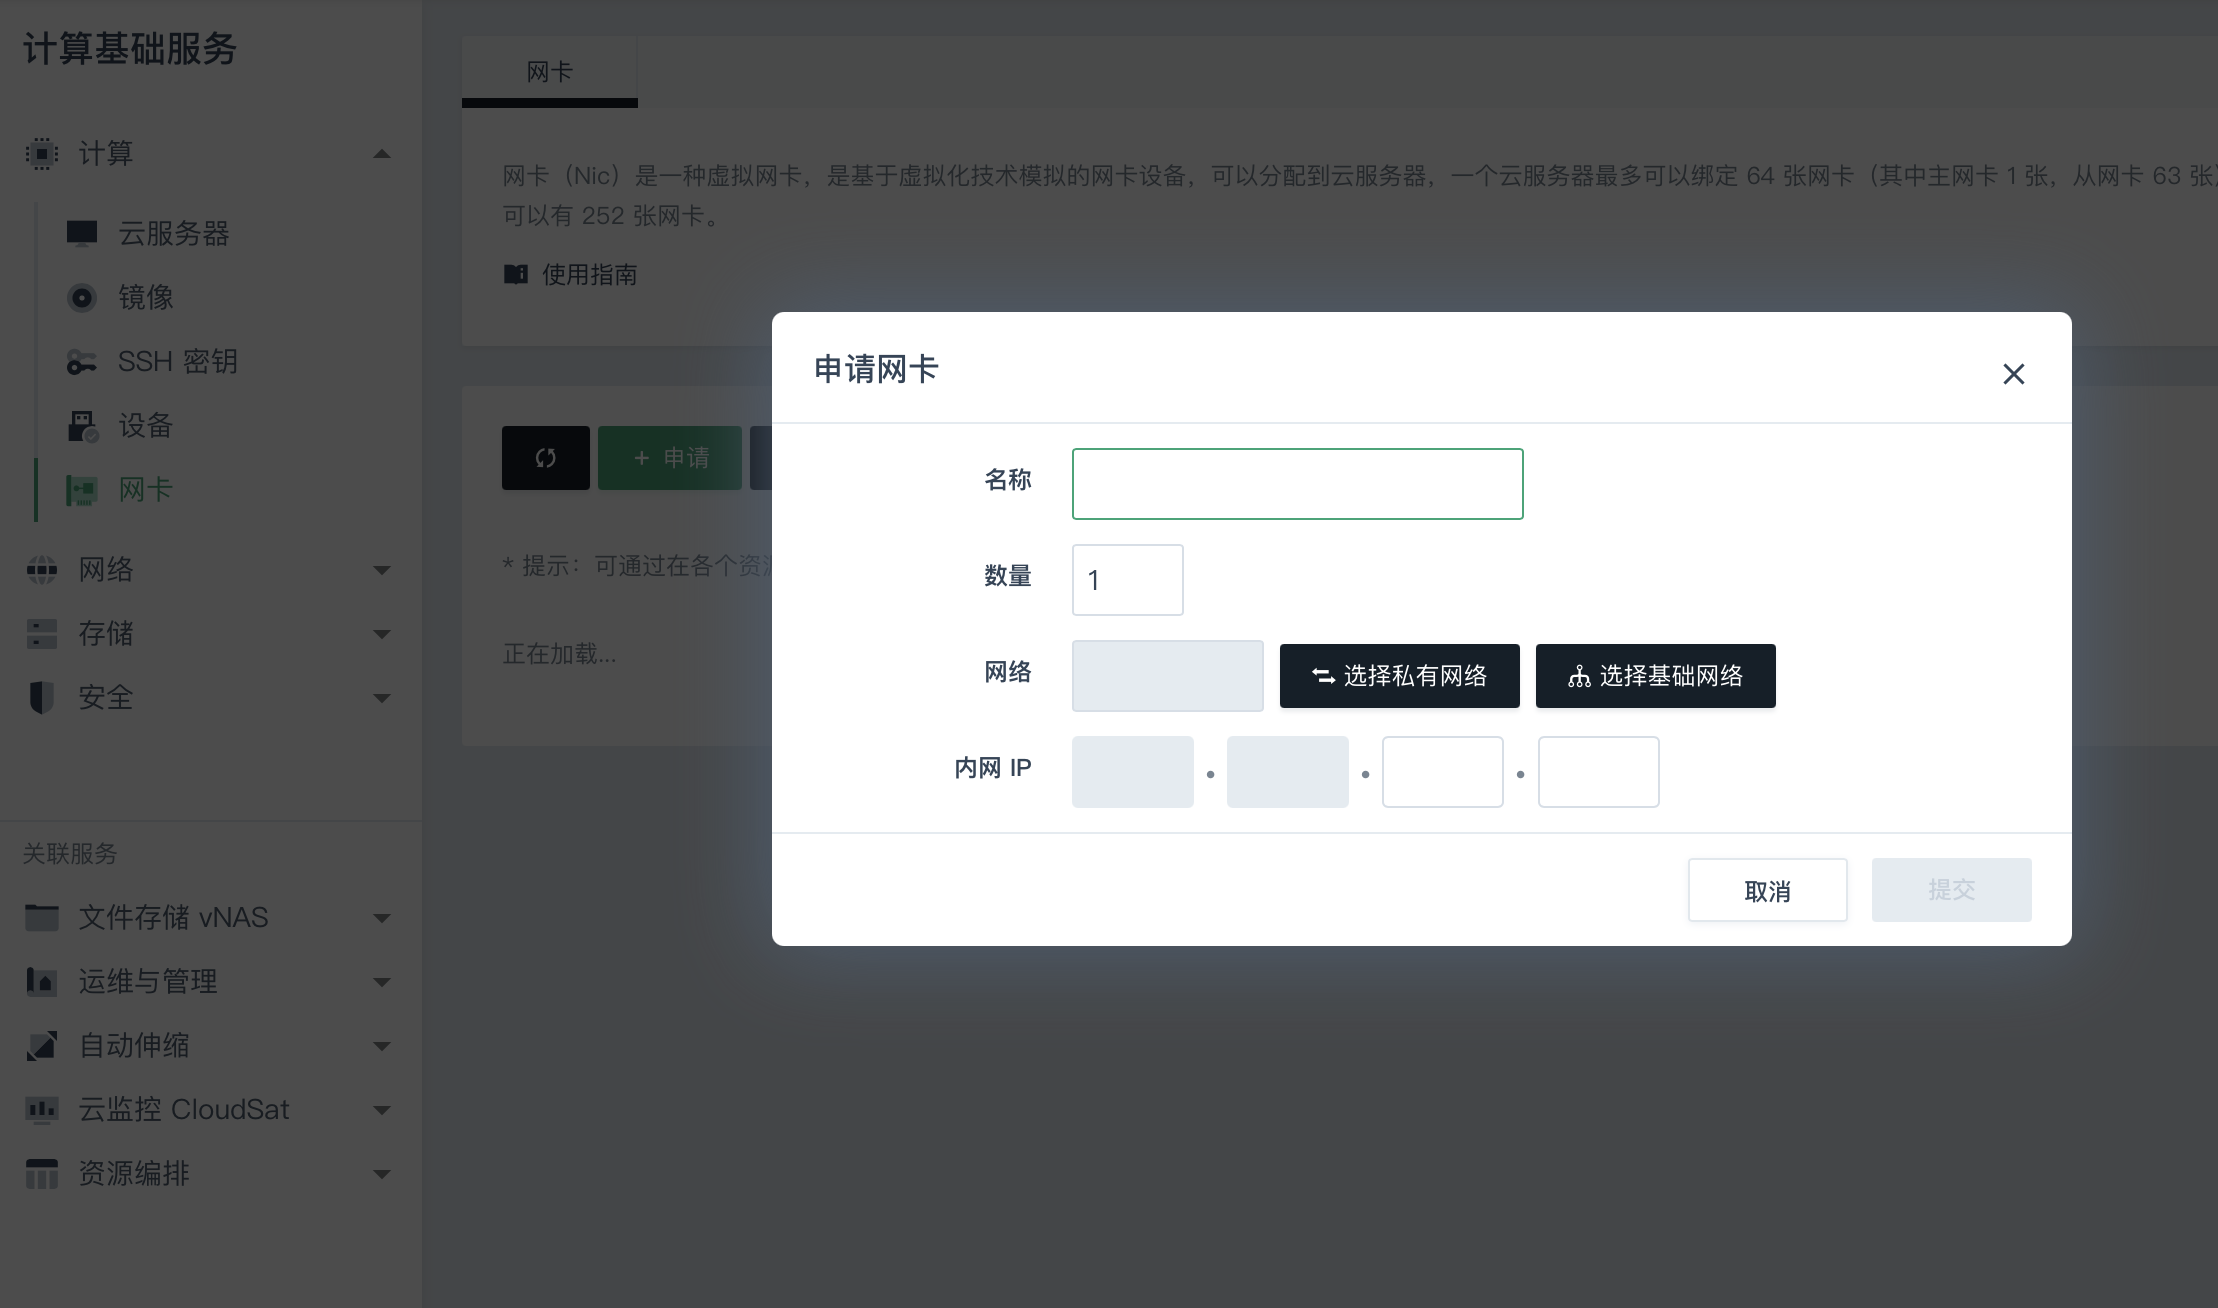 计算基础服务
计算
云服务器
镜像
SSH 密钥
设备
网卡
网络
存储
安全
关联服务
文件存储 vNAS
运维与管理
自动伸缩
云监控 CloudSat
资源编排
网卡
网卡（Nic）是一种虚拟网卡，是基于虚拟化技术模拟的网卡设备，可以分配到云服务器，一个云服务器最多可以绑定 64 张网卡（其中主网卡 1 张，从网卡 63 张
可以有 252 张网卡。
使用指南
+ 申请
* 提示：可通过在各个资
正在加载...
申请网卡
名称
数量
1
网络
选择私有网络
选择基础网络
内网 IP
取消
提交